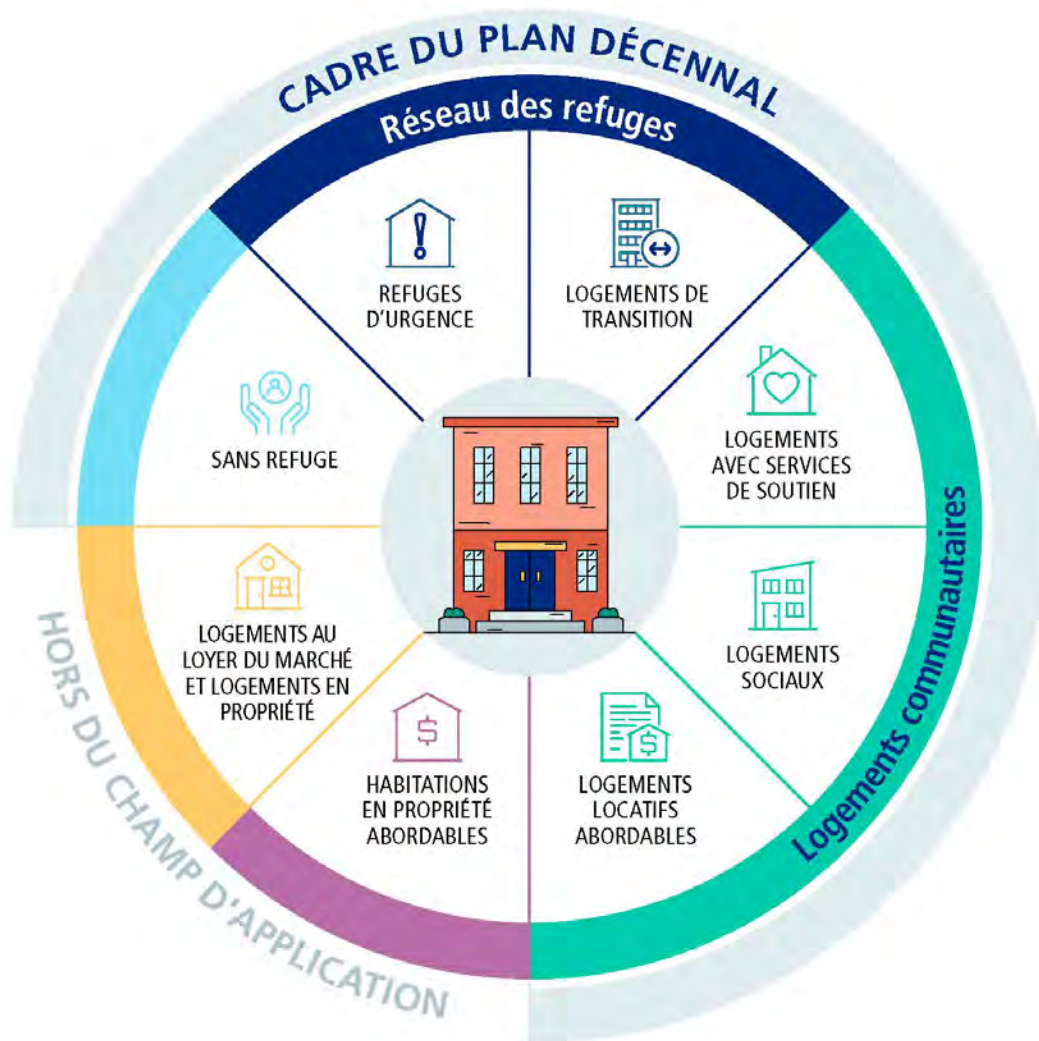 CADRE DU PLAN DÉCENNAL
Réseau des refuges
REFUGES
D'URGENCE
LOGEMENTS DE
TRANSITION
LOGEMENTS
AVEC SERVICES
DE SOUTIEN
LOGEMENTS
SOCIAUX
LOGEMENTS
LOCATIFS
ABORDABLES
Logements communautaires
HABITATIONS
EN PROPRIÉTÉ
ABORDABLES
LOGEMENTS AU
LOYER DU MARCHÉ
ET LOGEMENTS EN
PROPRIÉTÉ
SANS REFUGE
HORS DU CHAMP D'APPLICATION